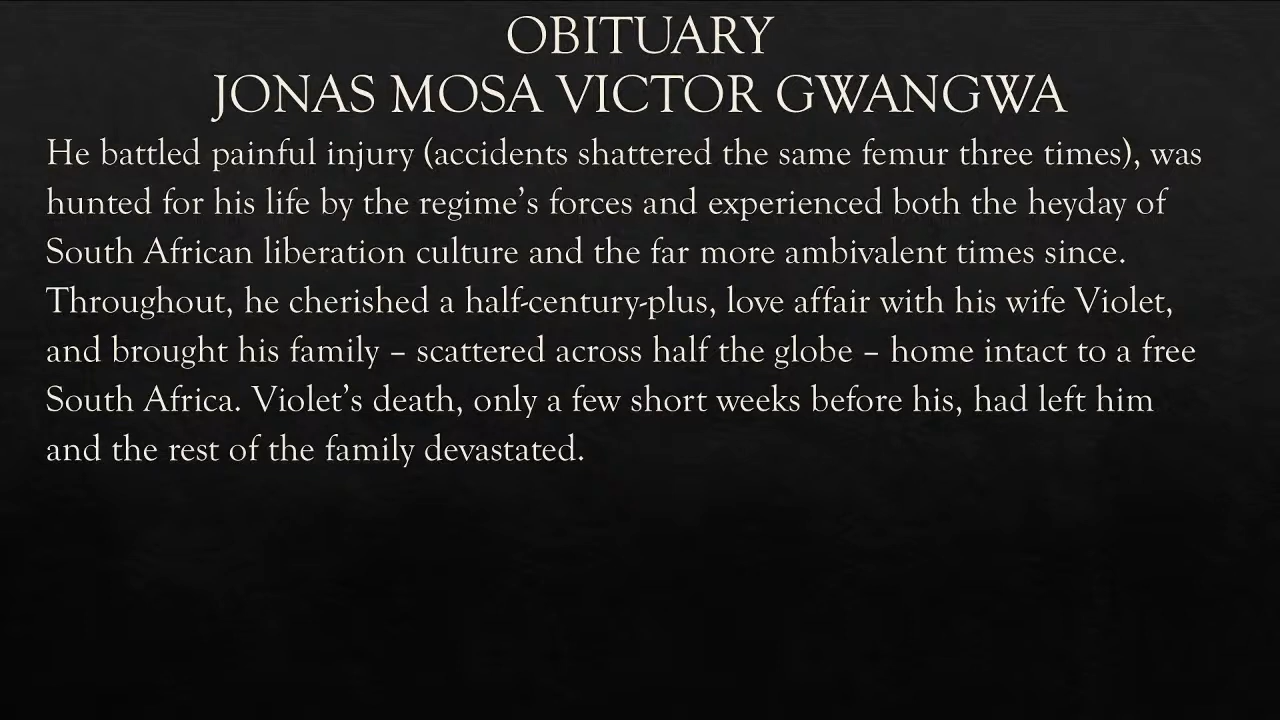 OBITUARY
JONAS MOSA VICTOR GWANGWA
He battled painful injury (accidents shattered the same femur three times), was
hunted for his life by the regime’s forces and experienced both the heyday of
South African liberation culture and the far more ambivalent times since.
Throughout, he cherished a half-century-plus, love affair with his wife Violet,
and brought his family – scattered across half the globe – home intact to a free
South Africa. Violet’s death, only a few short weeks before his, had left him
and the rest of the family devastated.